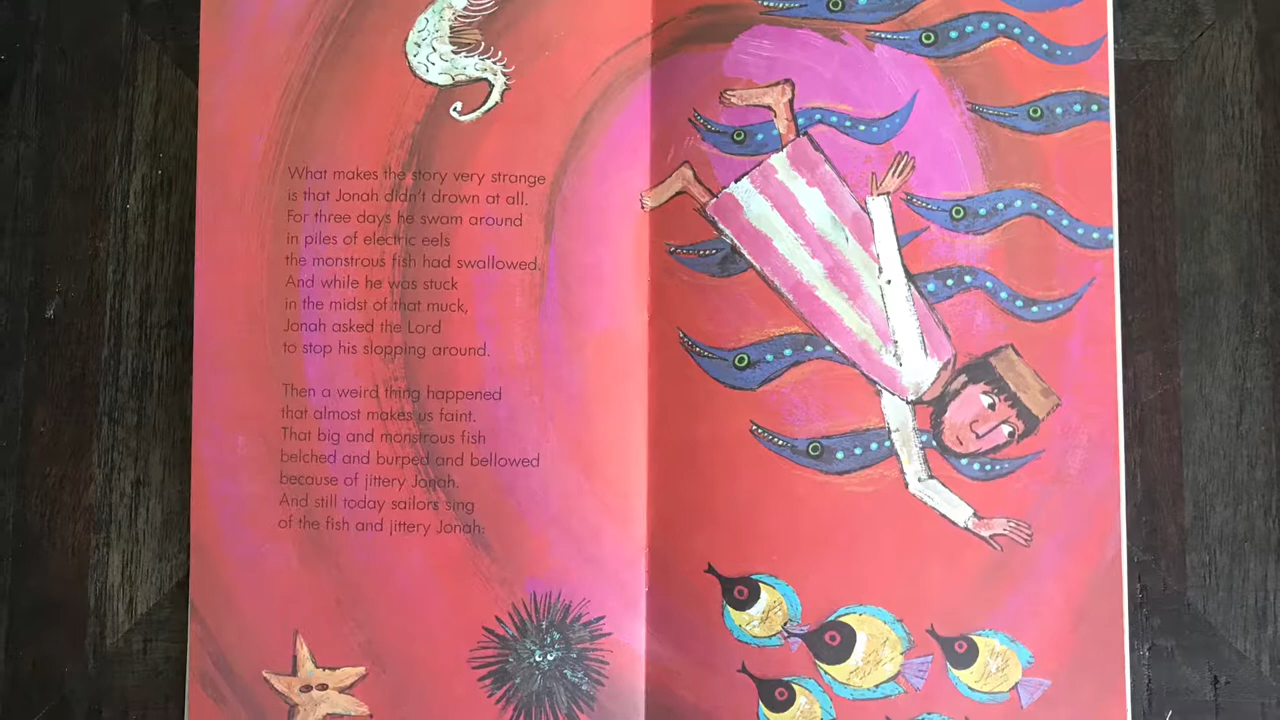 What makes the story very strange
is that Jonah didn't drown at all.
For three days he swam around
in piles of electric eels
the monstrous fish had swallowed.
And while he was stuck
in the midst of that muck,
Jonah asked the Lord
to stop his slopping around.
Then a weird thing happened
that almost makes us faint.
That big and monstrous fish
belched and burped and bellowed
because of jittery Jonah.
And still today sailors sing
of the fish and jittery Jonah: